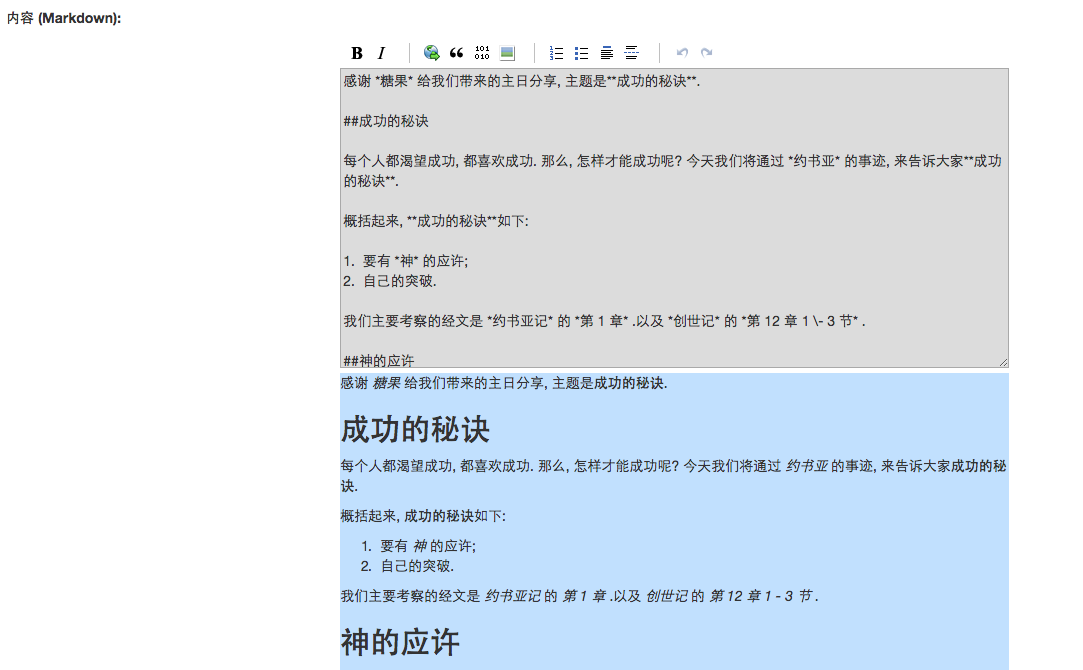 内容 (Markdown):
B I
101
010
感谢 *糖果* 给我们带来的主日分享, 主题是**成功的秘诀**.
##成功的秘诀
每个人都渴望成功, 都喜欢成功. 那么, 怎样才能成功呢? 今天我们将通过 *约书亚* 的事迹, 来告诉大家**成功
的秘诀**.
概括起来, **成功的秘诀**如下:
1. 要有 *神* 的应许;
2. 自己的突破.
我们主要考察的经文是 *约书亚记* 的 *第 1 章* .以及 *创世记* 的 *第 12 章 1 \- 3 节* .
##神的应许
感谢 糖果 给我们带来的主日分享, 主题是成功的秘诀.
成功的秘诀
每个人都渴望成功, 都喜欢成功. 那么, 怎样才能成功呢? 今天我们将通过 约书亚 的事迹, 来告诉大家成功的秘
诀.
概括起来, 成功的秘诀如下:
1. 要有 神 的应许;
2. 自己的突破.
我们主要考察的经文是 约书亚记 的 第 1 章 .以及 创世记 的 第 12 章 1 - 3 节 .
神的应许